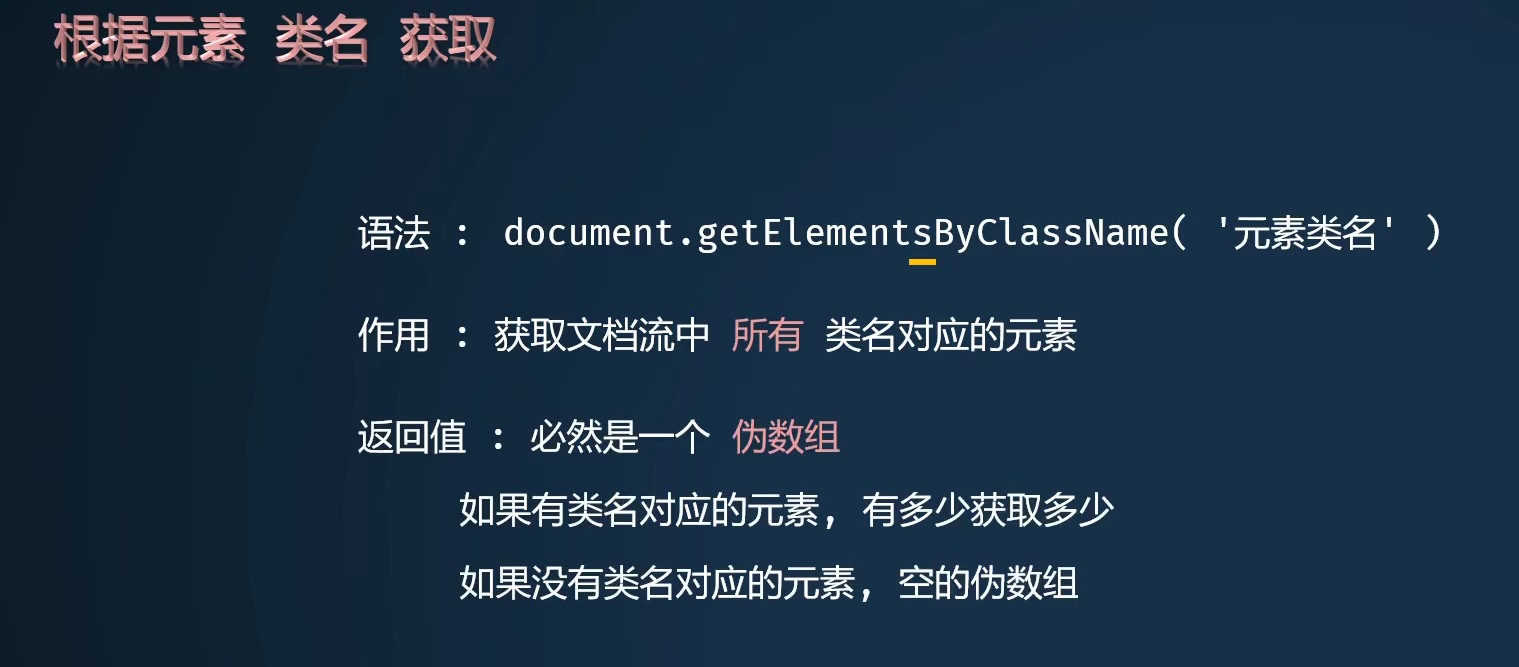 根据元素 类名 获取
语法 : document.getElementsByClassName( '元素类名' )
作用 : 获取文档流中 所有 类名对应的元素
返回值 : 必然是一个 伪数组
如果有类名对应的元素, 有多少获取多少
如果没有类名对应的元素, 空的伪数组